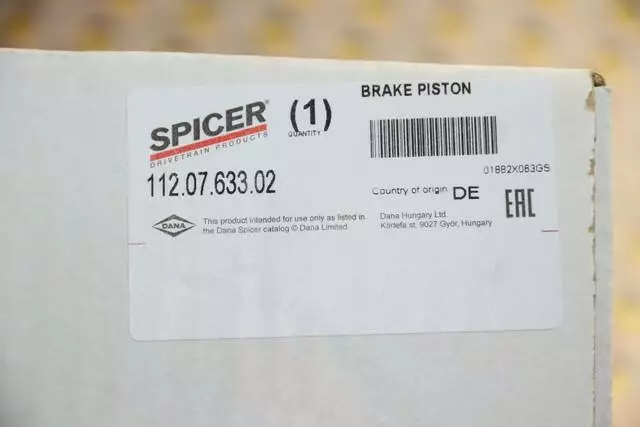 BRAKE PISTON
SPICER®
DRIVETRAIN PRODUCTS
(1)
QUANTITY
01882X063GS
112.07.633.02
Country of origin DE
EAC
DANA
This product intended for use only as listed in
the Dana Spicer catalog © Dana Limited
Dana Hungary Ltd.
Körtefa st. 9027 Győr, Hungary